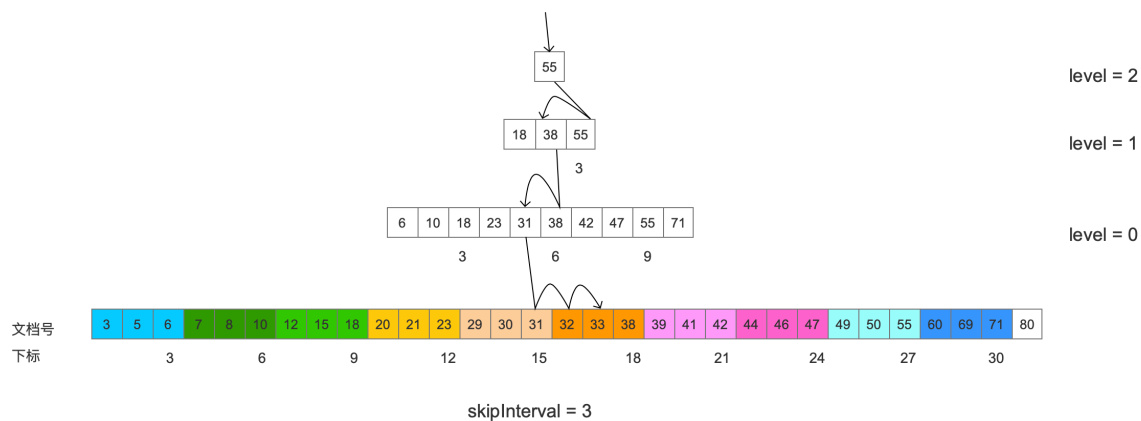 55
level = 2
18 38 55
level = 1
3
6 10 18 23 31 38 42 47 55 71
level = 0
3 6 9
文档号 3 5 6 7 8 10 12 15 18 20 21 23 29 30 31 32 33 38 39 41 42 44 46 47 49 50 55 60 69 71 80
下标 3 6 9 12 15 18 21 24 27 30
skipInterval = 3